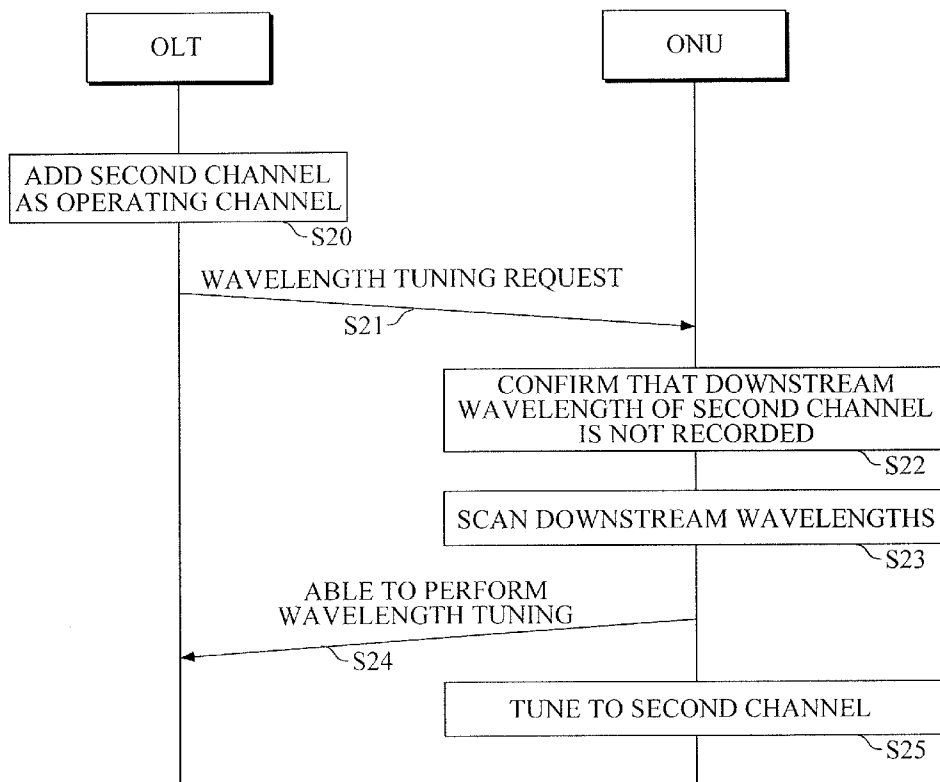 OLT
ONU
ADD SECOND CHANNEL
AS OPERATING CHANNEL
S20
WAVELENGTH TUNING REQUEST
S21
CONFIRM THAT DOWNSTREAM
WAVELENGTH OF SECOND CHANNEL
IS NOT RECORDED
S22
SCAN DOWNSTREAM WAVELENGTHS
S23
ABLE TO PERFORM
WAVELENGTH TUNING
S24
TUNE TO SECOND CHANNEL
S25